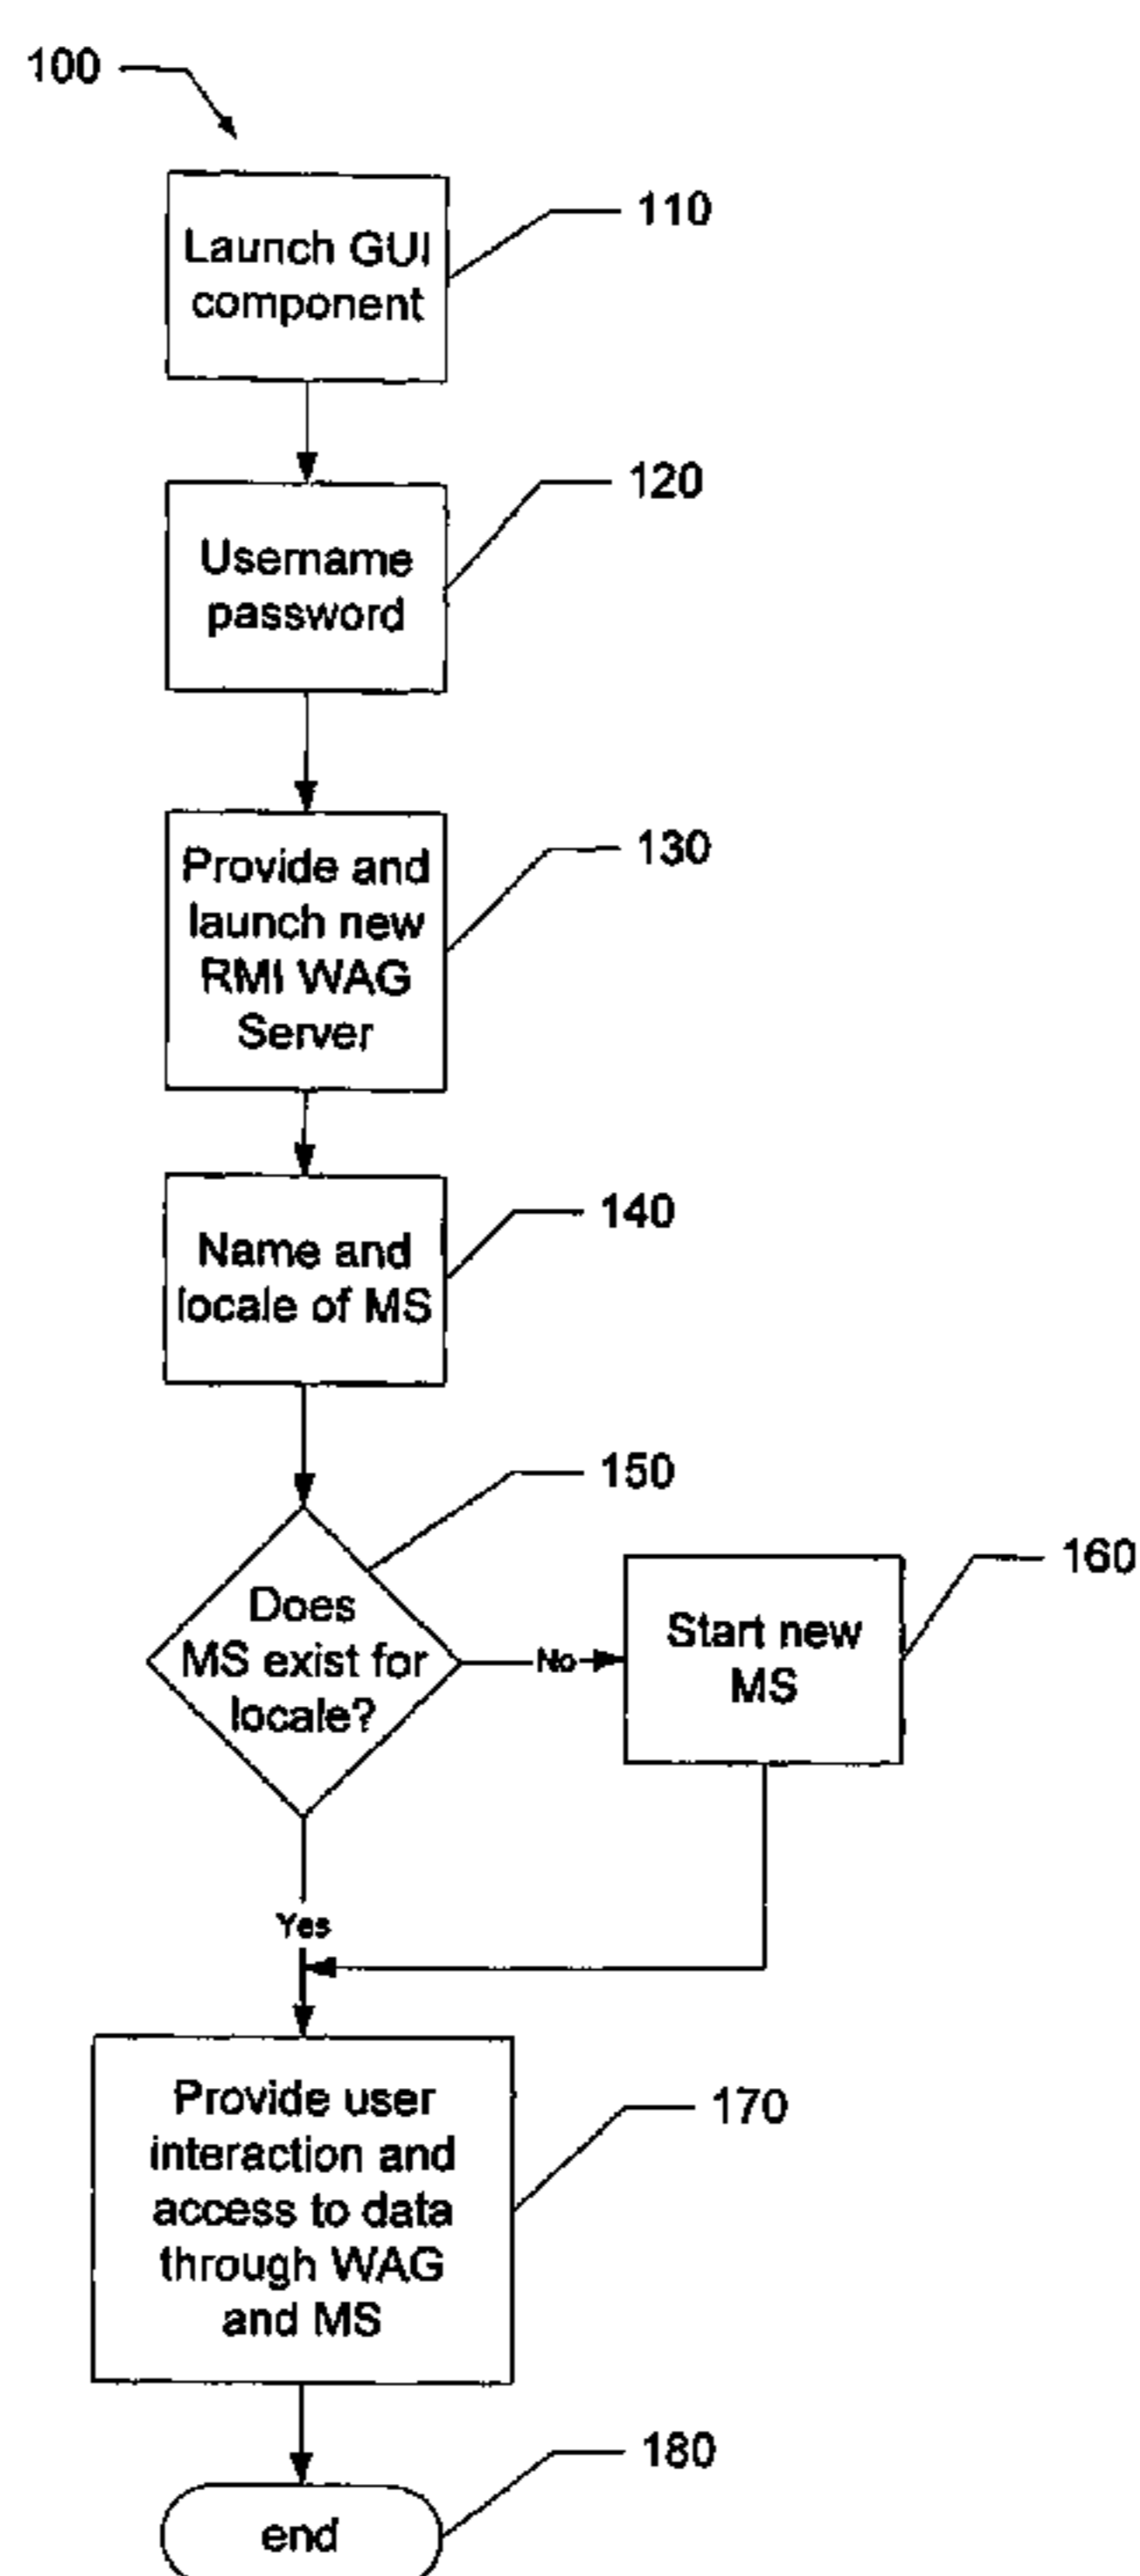 100
110
Launch GUI
component
120
Username
password
130
Provide and
launch new
RMI WAG
Server
140
Name and
locale of MS
150
Does
MS exist for
locale?
No
160
Start new
MS
Yes
170
Provide user
interaction and
access to data
through WAG
and MS
180
end